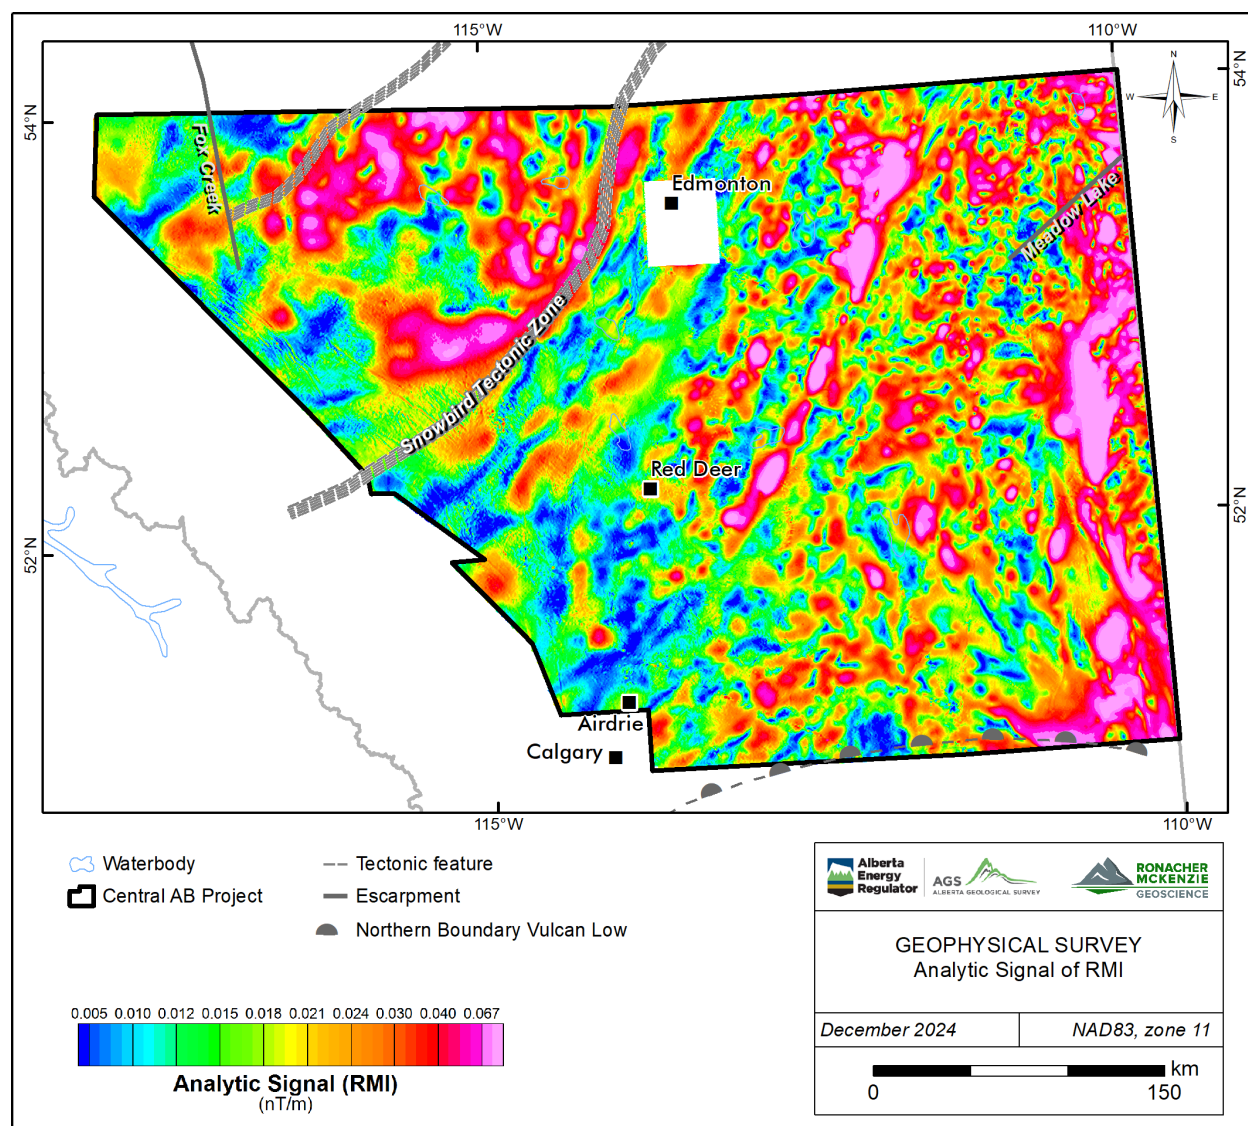 115°W
110°W
54°N
54°N
N
W
E
S
Fox Creek
Edmonton
Meadow Lake
Snowbird Tectonic Zone
Red Deer
52°N
52°N
Airdrie
Calgary
115°W
110°W
Waterbody
Central AB Project
Tectonic feature
Escarpment
Northern Boundary Vulcan Low
0.005 0.010 0.012 0.015 0.018 0.021 0.024 0.030 0.040 0.067
Analytic Signal (RMI)
(nT/m)
Alberta
Energy
Regulator
AGS
ALBERTA GEOLOGICAL SURVEY
RONACHER
MCKENZIE
GEOSCIENCE
GEOPHYSICAL SURVEY
Analytic Signal of RMI
December 2024
NAD83, zone 11
km
0 150